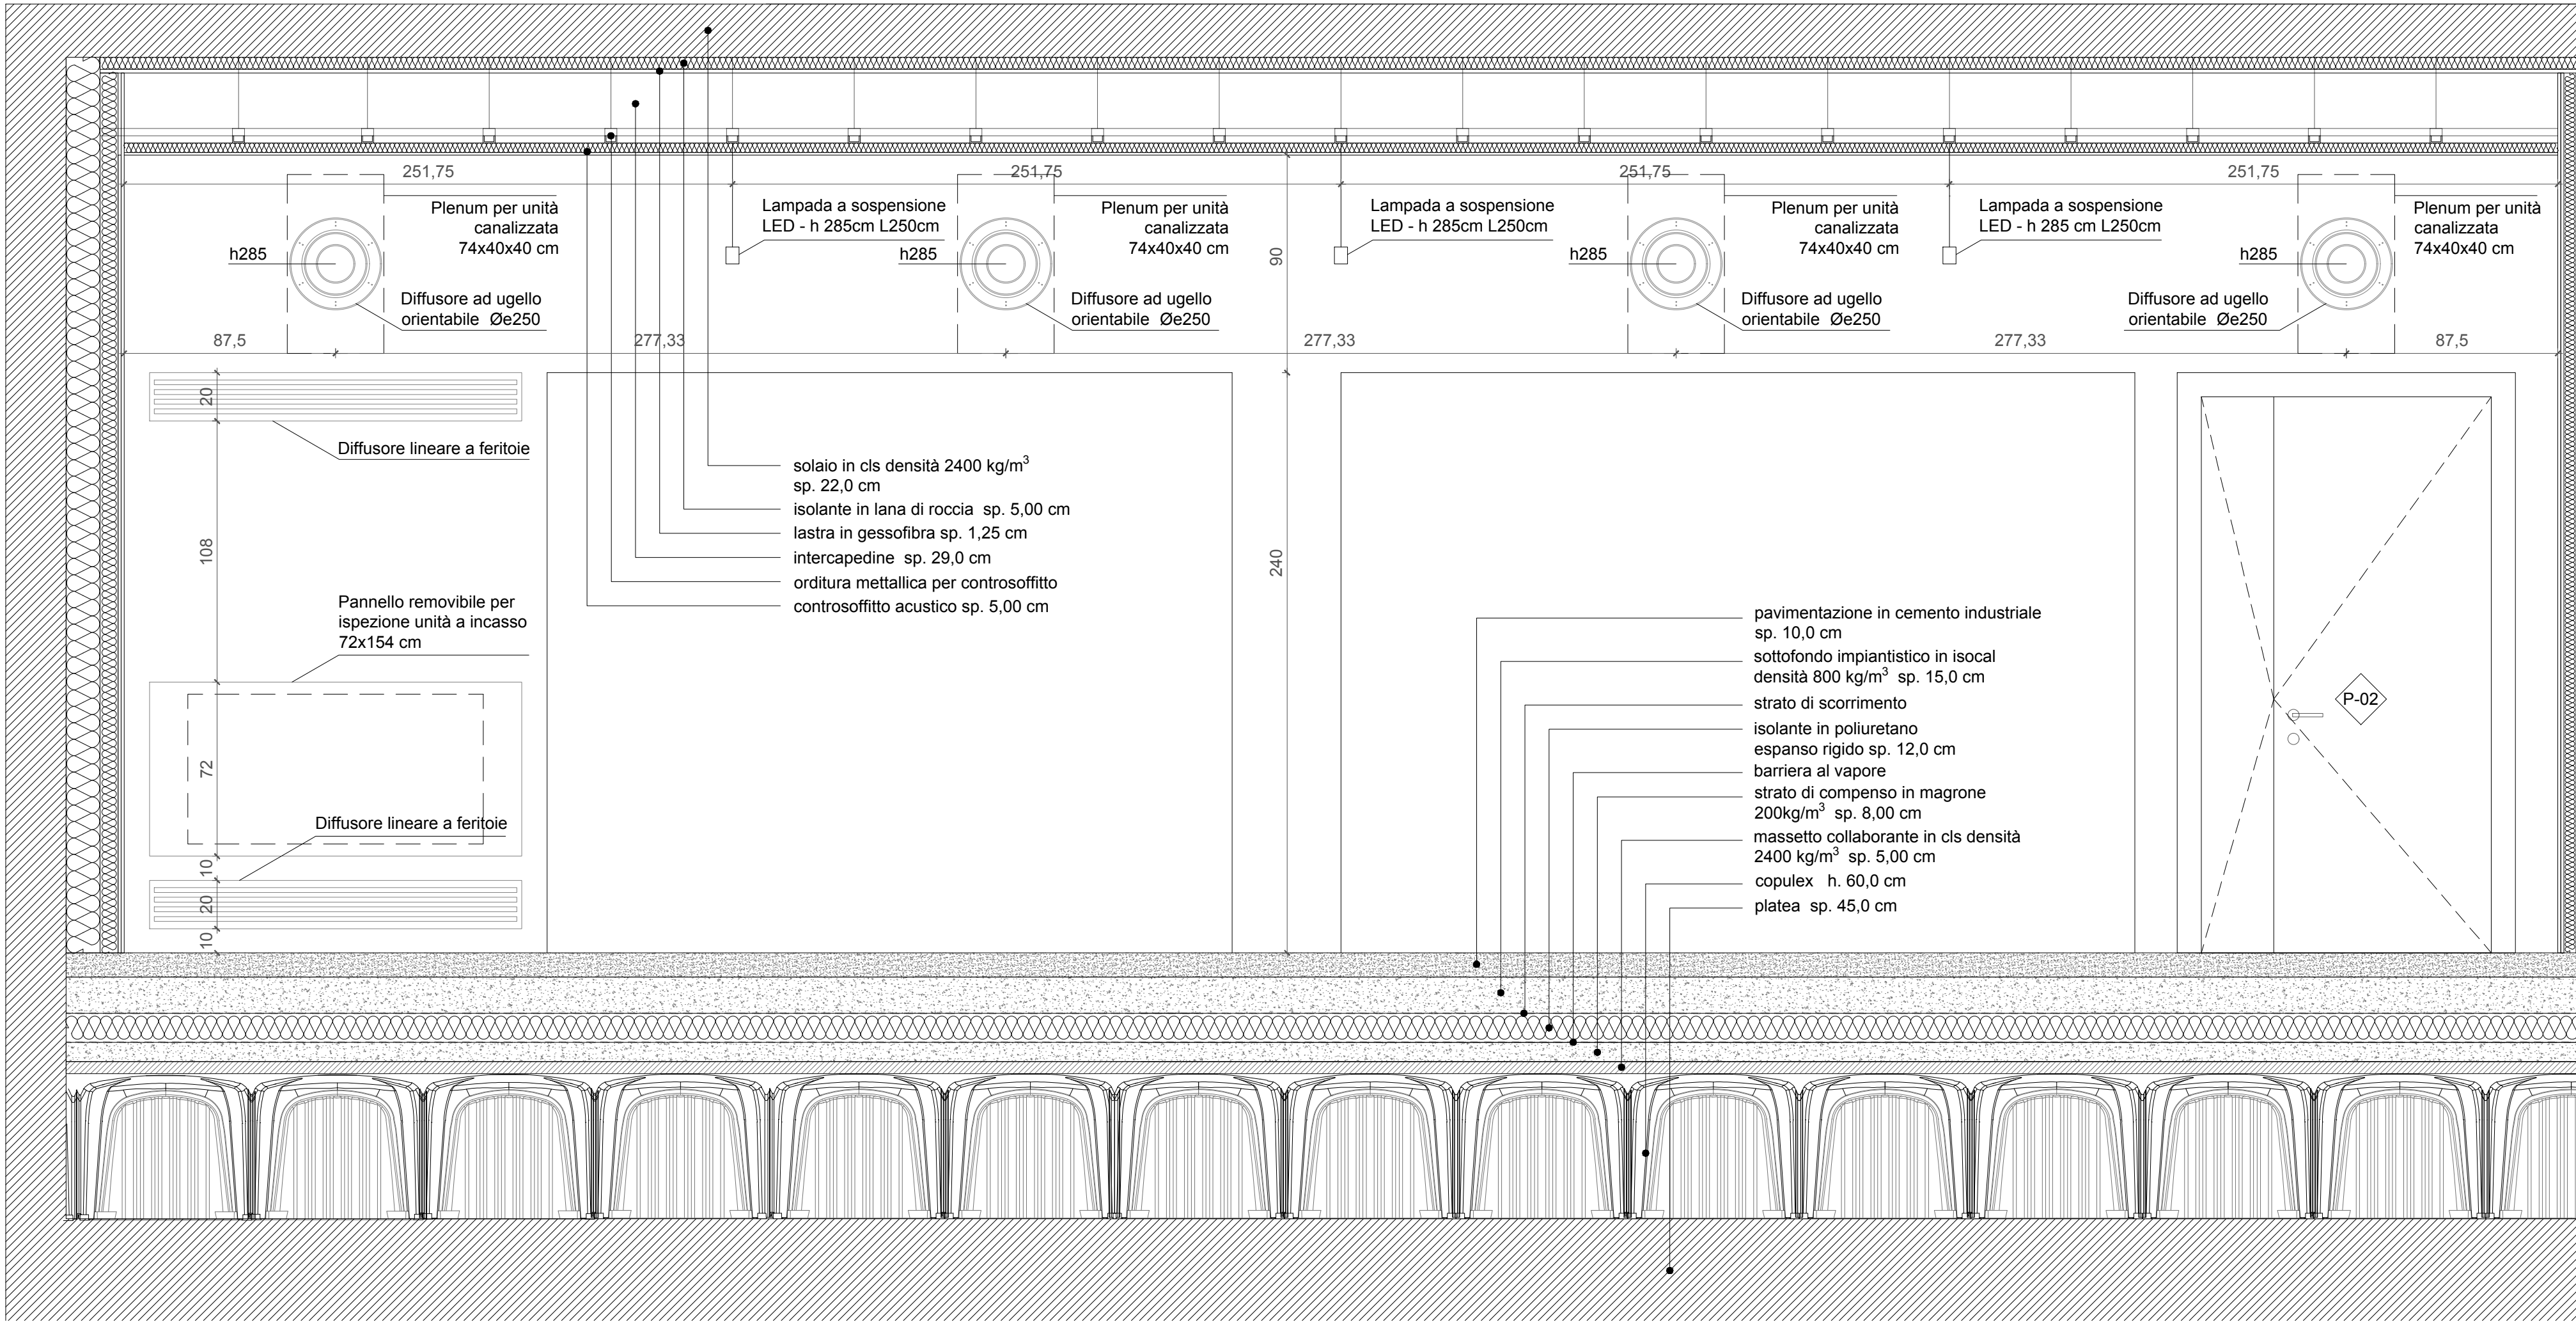 251,75
251,75
251,75
251,75
Plenum per unità
canalizzata
74x40x40 cm
Lampada a sospensione
LED - h 285cm L250cm
Plenum per unità
canalizzata
74x40x40 cm
Lampada a sospensione
LED - h 285cm L250cm
Plenum per unità
canalizzata
74x40x40 cm
Lampada a sospensione
LED - h 285 cm L250cm
Plenum per unità
canalizzata
74x40x40 cm
h285
h285
90
h285
h285
Diffusore ad ugello
orientabile Øe250
Diffusore ad ugello
orientabile Øe250
Diffusore ad ugello
orientabile Øe250
Diffusore ad ugello
orientabile Øe250
87,5
277,33
277,33
277,33
87,5
20
Diffusore lineare a feritoie
108
Pannello removibile per
ispezione unità a incasso
72x154 cm
72
Diffusore lineare a feritoie
10
20
10
solaio in cls densità 2400 kg/m³
sp. 22,0 cm
isolante in lana di roccia sp. 5,00 cm
lastra in gessofibra sp. 1,25 cm
intercapedine sp. 29,0 cm
orditura mettallica per controsoffitto
controsoffitto acustico sp. 5,00 cm
240
pavimentazione in cemento industriale
sp. 10,0 cm
sottofondo impiantistico in isocal
densità 800 kg/m³ sp. 15,0 cm
strato di scorrimento
isolante in poliuretano
espanso rigido sp. 12,0 cm
barriera al vapore
strato di compenso in magrone
200kg/m³ sp. 8,00 cm
massetto collaborante in cls densità
2400 kg/m³ sp. 5,00 cm
copulex h. 60,0 cm
platea sp. 45,0 cm
P-02